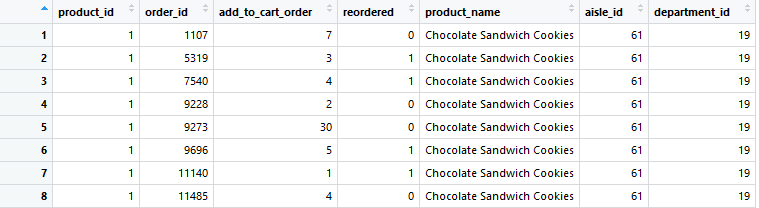 product_id order_id add_to_cart_order reordered product_name aisle_id department_id
1 1 1107 7 0 Chocolate Sandwich Cookies 61 19
2 1 5319 3 1 Chocolate Sandwich Cookies 61 19
3 1 7540 4 1 Chocolate Sandwich Cookies 61 19
4 1 9228 2 0 Chocolate Sandwich Cookies 61 19
5 1 9273 30 0 Chocolate Sandwich Cookies 61 19
6 1 9696 5 1 Chocolate Sandwich Cookies 61 19
7 1 11140 1 1 Chocolate Sandwich Cookies 61 19
8 1 11485 4 0 Chocolate Sandwich Cookies 61 19